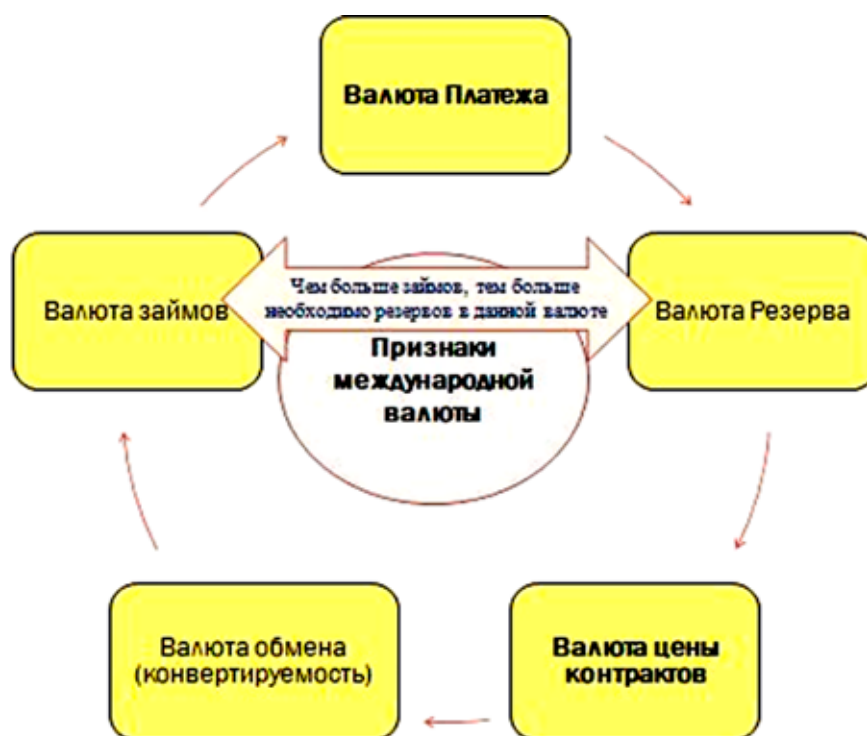 Валюта Платежа
Валюта займов
Чем больше займов, тем больше
необходимо резервов в данной валюте
Валюта Резерва
Признаки
международной
валюты
Валюта обмена
(конвертируемость)
Валюта цены
контрактов